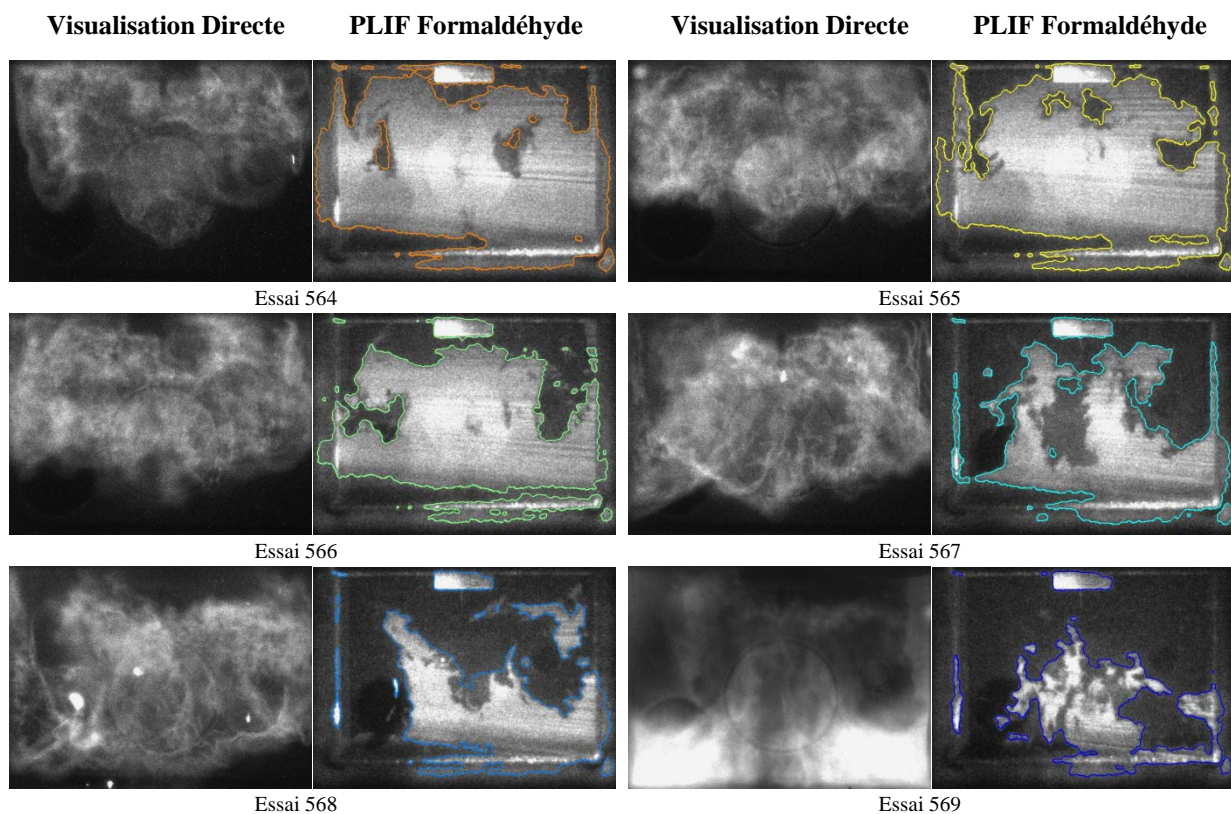 Visualisation Directe PLIF Formaldéhyde Visualisation Directe PLIF Formaldéhyde
Essai 564 Essai 565
Essai 566 Essai 567
Essai 568 Essai 569